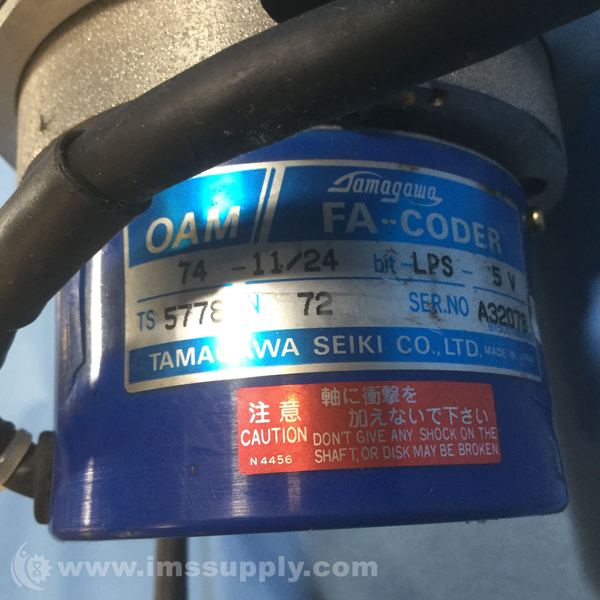 Tamagawa
OAM FA-CODER
74 -11/24 bit -LPS - 5 V
TS 5778 N 72 SER.NO A32078
TAMAGAWA SEIKI CO., LTD. MADE IN JAPAN
注意 軸に衝撃を
加えないで下さい
CAUTION DON'T GIVE ANY SHOCK ON THE
N4456 SHAFT, OR DISK MAY BE BROKEN.
www.imssupply.com